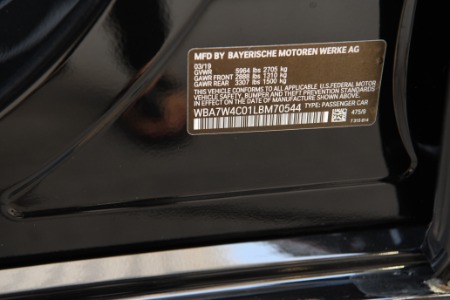 MFD BY BAYERISCHE MOTOREN WERKE AG
03/19
GVWR 5964 lbs 2705 kg
GAWR FRONT 2888 lbs 1310 kg
GAWR REAR 3307 lbs 1500 kg
THIS VEHICLE CONFORMS TO ALL APPLICABLE U.S. FEDERAL MOTOR
VEHICLE SAFETY, BUMPER AND THEFT PREVENTION STANDARDS IN
EFFECT ON THE DATE OF MANUFACTURE SHOWN ABOVE.
WBA7W4C01LBM70544 TYPE: PASSENGER CAR
475/9